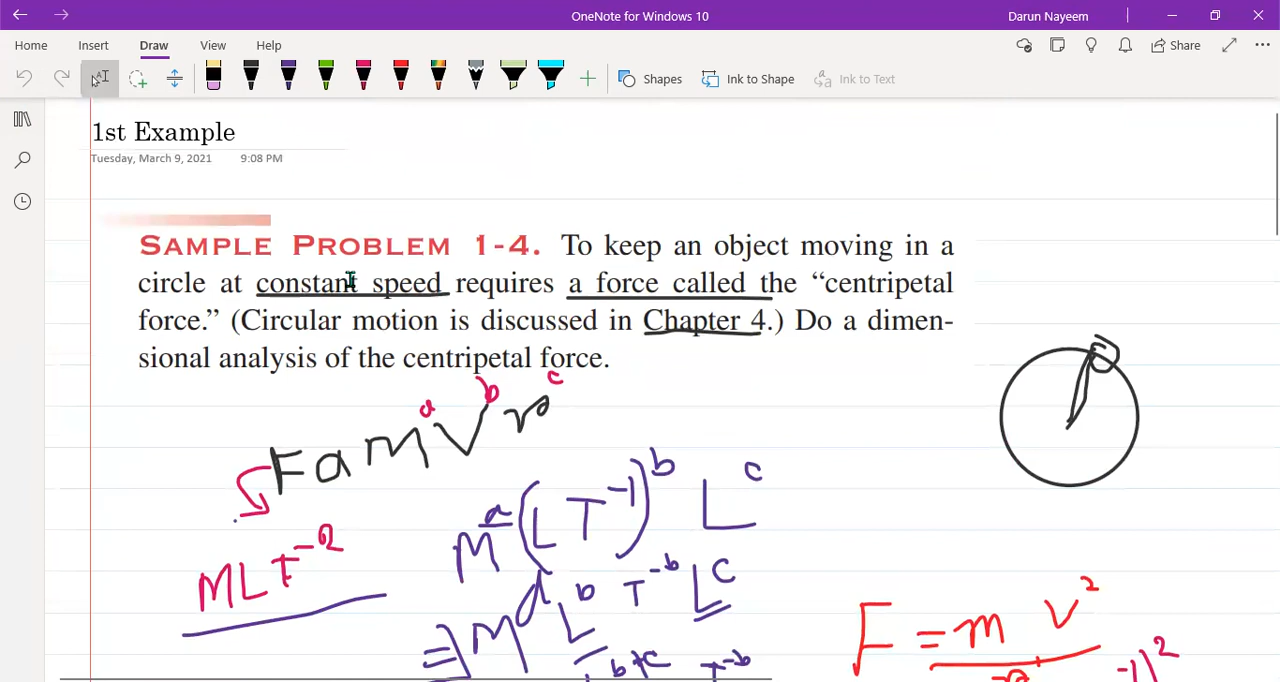 OneNote for Windows 10
Darun Nayeem
Home Insert Draw View Help
Share
Shapes Ink to Shape Ink to Text
1st Example
Tuesday, March 9, 2021 9:08 PM
SAMPLE PROBLEM 1-4. To keep an object moving in a
circle at constant speed requires a force called the “centripetal
force.” (Circular motion is discussed in Chapter 4.) Do a dimen-
sional analysis of the centripetal force.
F α m^a v^b r^c
M^a (L T^-1)^b L^c
MLT^-2
⇒ M^a L^b T^-b L^c
L^b+c T^-b
F = m v^2